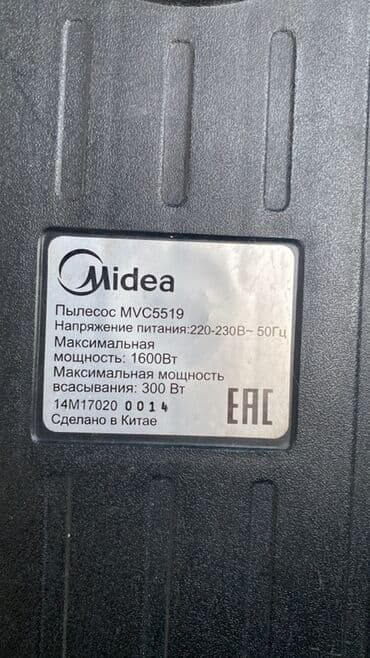 Midea
Пылесос MVC5519
Напряжение питания:220-230В~ 50Гц
Максимальная
мощность: 1600Вт
Максимальная мощность
всасывания: 300 Вт
14M17020 0014
Сделано в Китае
EAC